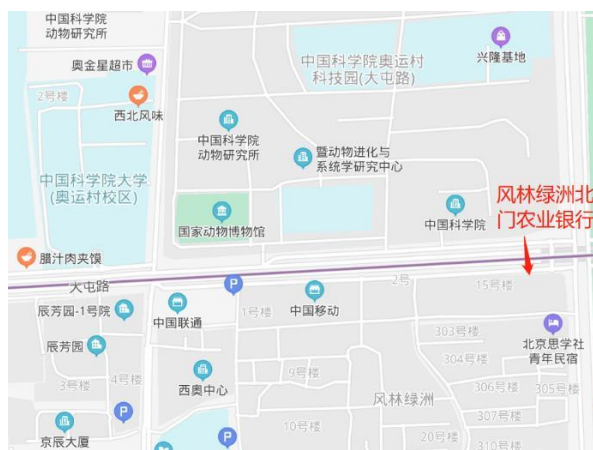 中国科学院
动物研究所
奥金星超市
2号楼
西北风味
中国科学院奥运村
科技园(大屯路)
兴隆基地
中国科学院
动物研究所
暨动物进化与
系统学研究中心
中国科学院大学
(奥运村校区)
国家动物博物馆
中国科学院
风林绿洲北
门农业银行
腊汁肉夹馍
大屯路
辰芳园-1号院
中国联通
P
1号楼
中国移动
2号
15号楼
303号楼
北京思学社
青年民宿
辰芳园
3号楼
4号楼
西奥中心
9号楼
304号楼
306号楼
305号楼
风林绿洲
307号楼
P
P
10号楼
20号楼
310号楼
京辰大厦